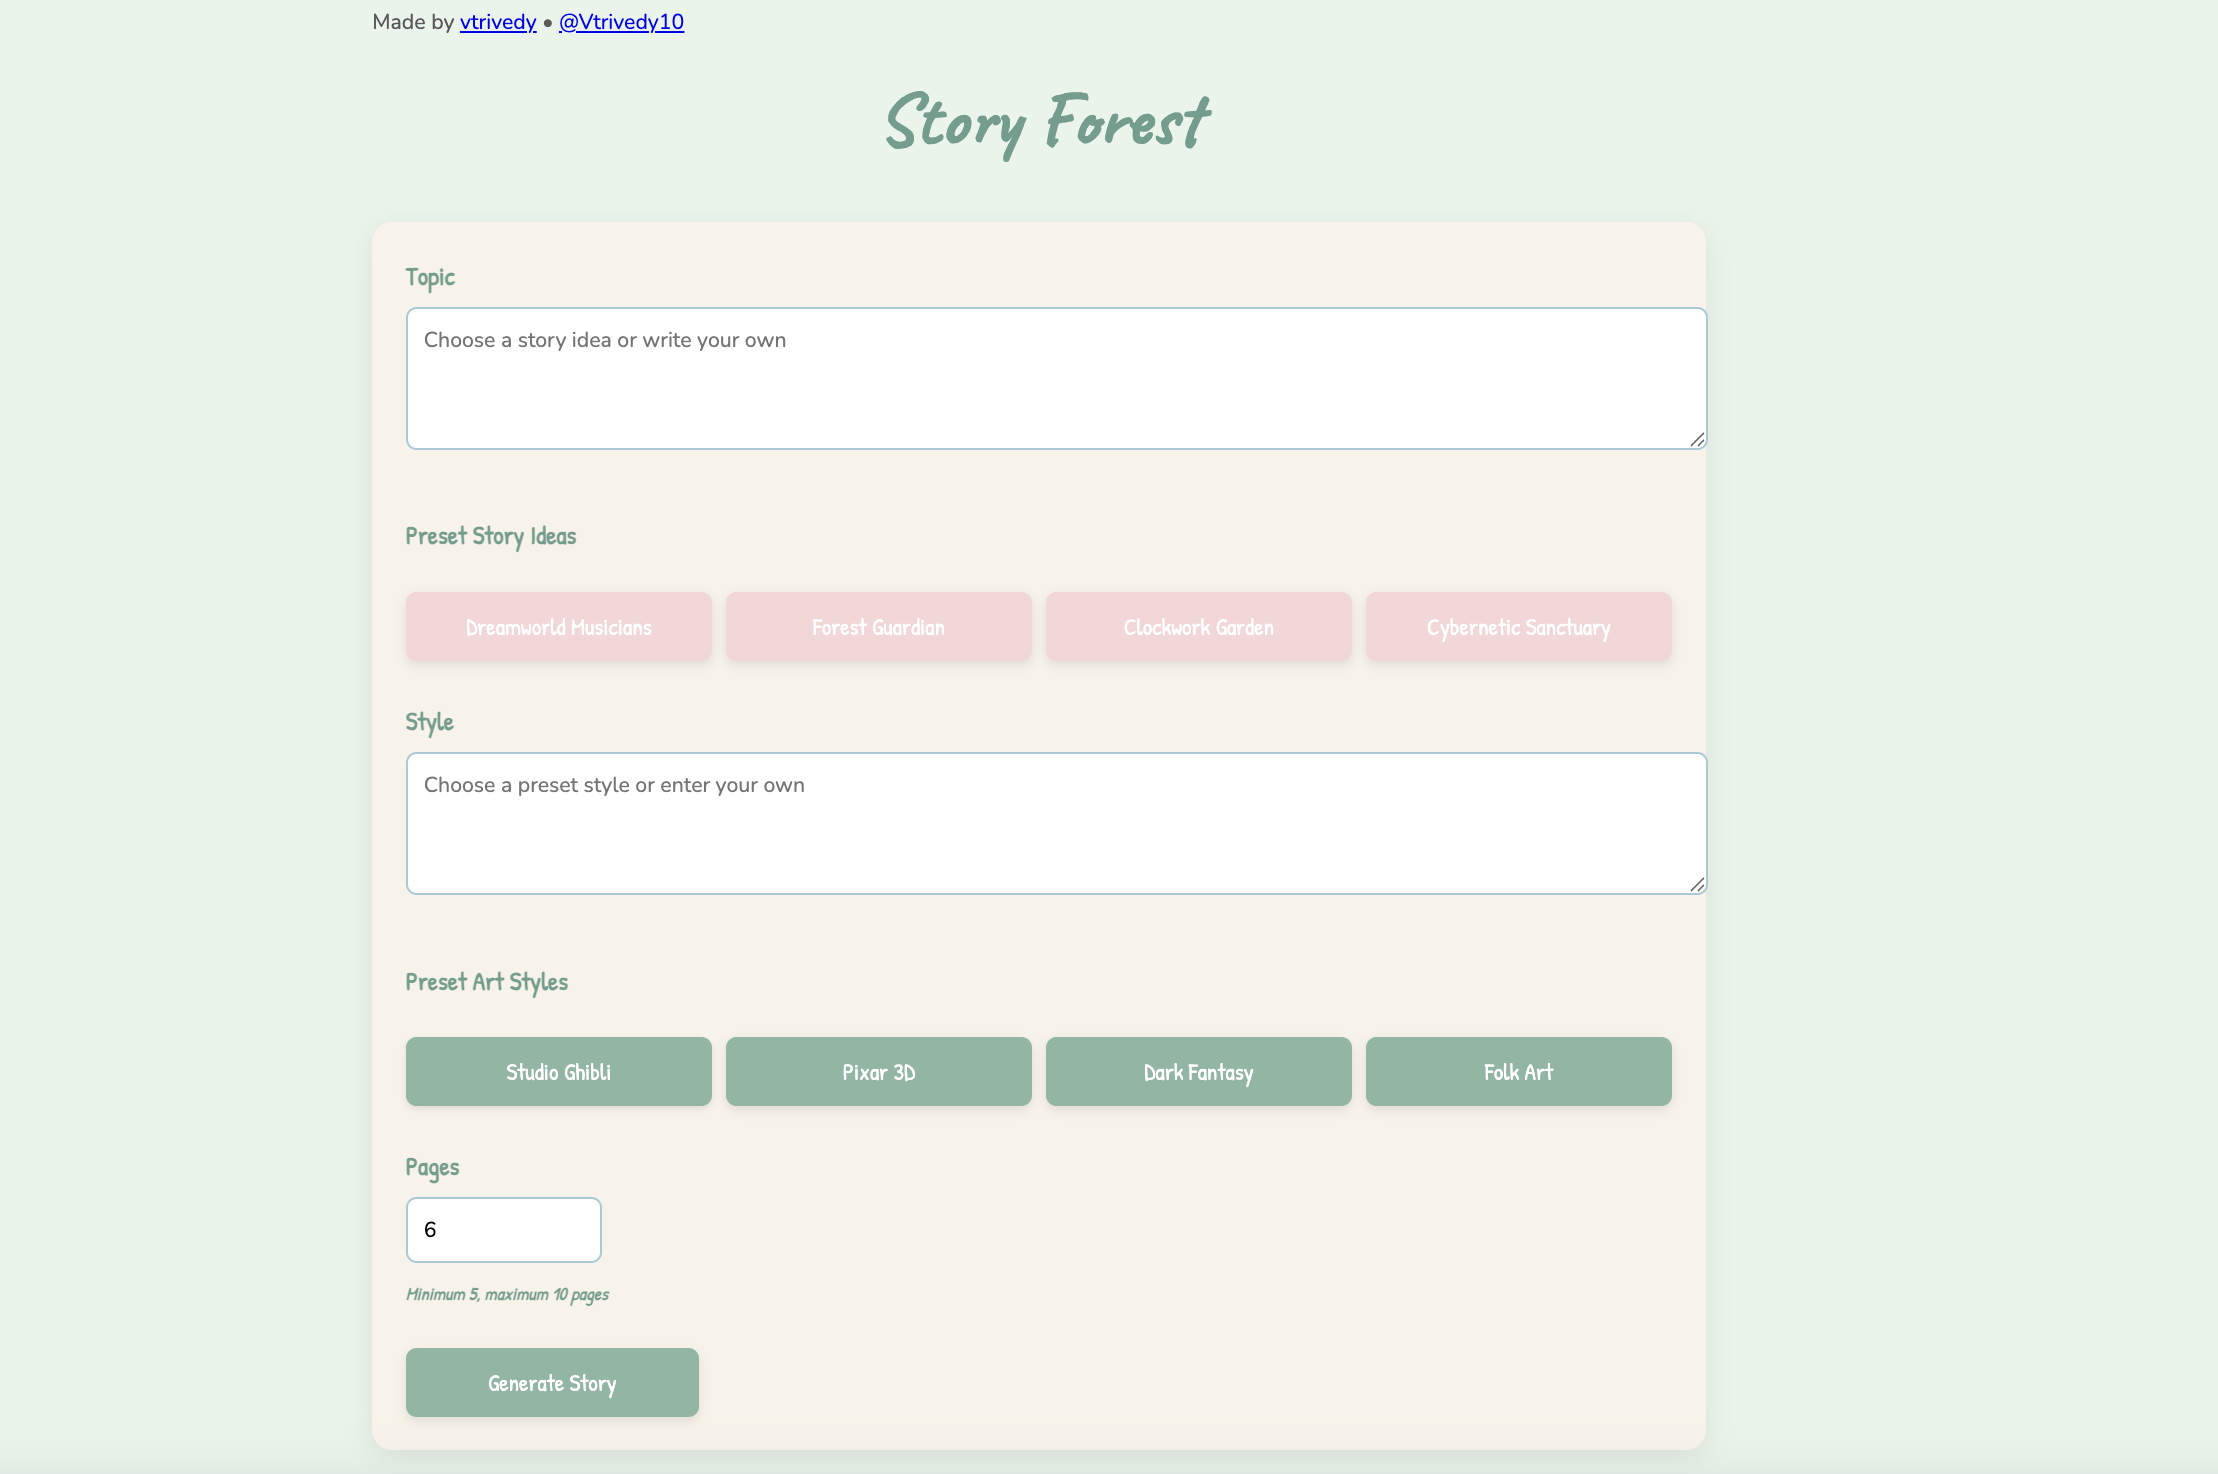 Made by vtrivedy • @Vtrivedy10
Story Forest
Topic
Choose a story idea or write your own
Preset Story Ideas
Dreamworld Musicians
Forest Guardian
Clockwork Garden
Cybernetic Sanctuary
Style
Choose a preset style or enter your own
Preset Art Styles
Studio Ghibli
Pixar 3D
Dark Fantasy
Folk Art
Pages
6
Minimum 5, maximum 10 pages
Generate Story